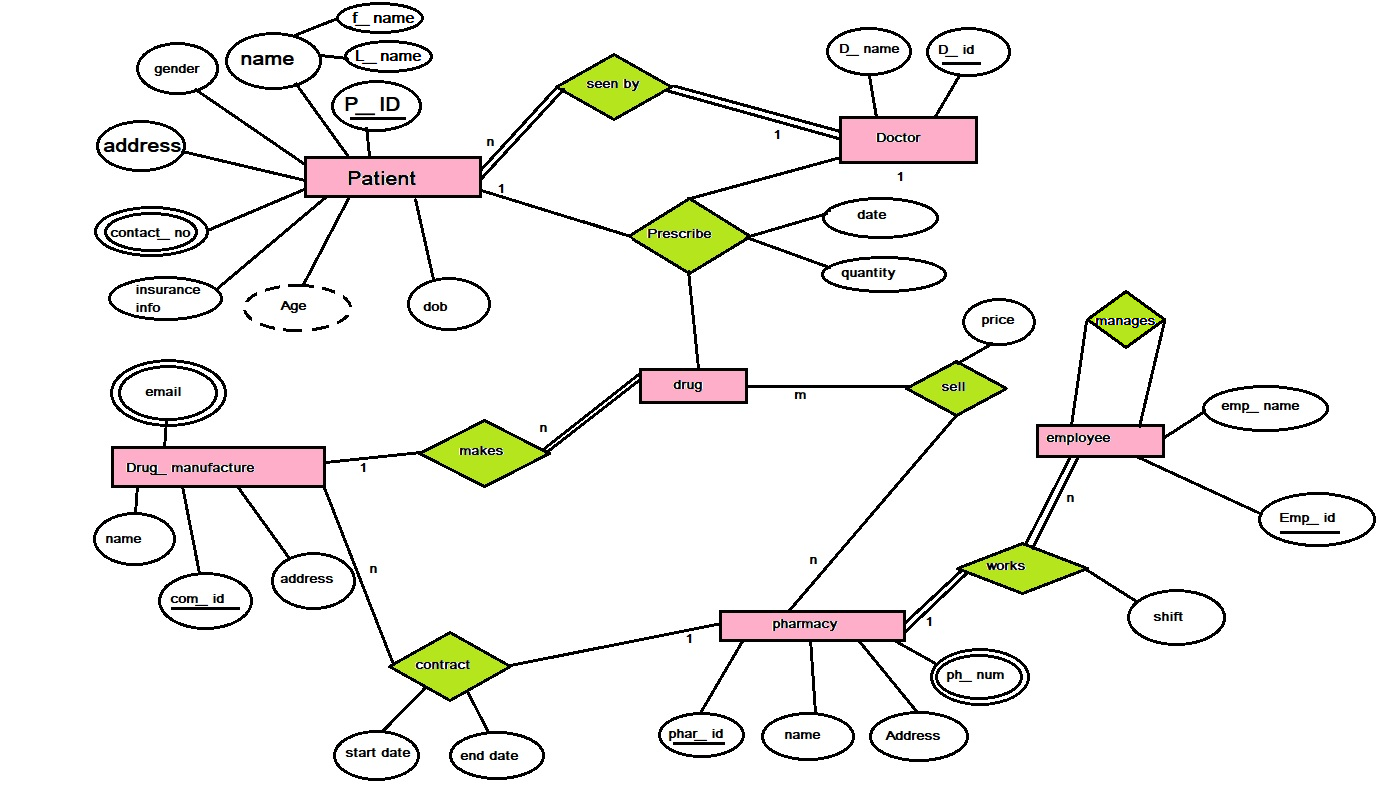 f_ name
name
L_ name
gender
P_ ID
address
Patient
contact_ no
insurance
info
Age
dob
seen by
n
1
1
D_ name
D_ id
Doctor
1
Prescribe
date
quantity
price
manages
drug
m
sell
employee
emp_ name
Emp_ id
email
n
makes
1
Drug_ manufacture
name
com_ id
address
n
n
n
works
shift
1
pharmacy
1
contract
start date
end date
ph_ num
phar_ id
name
Address